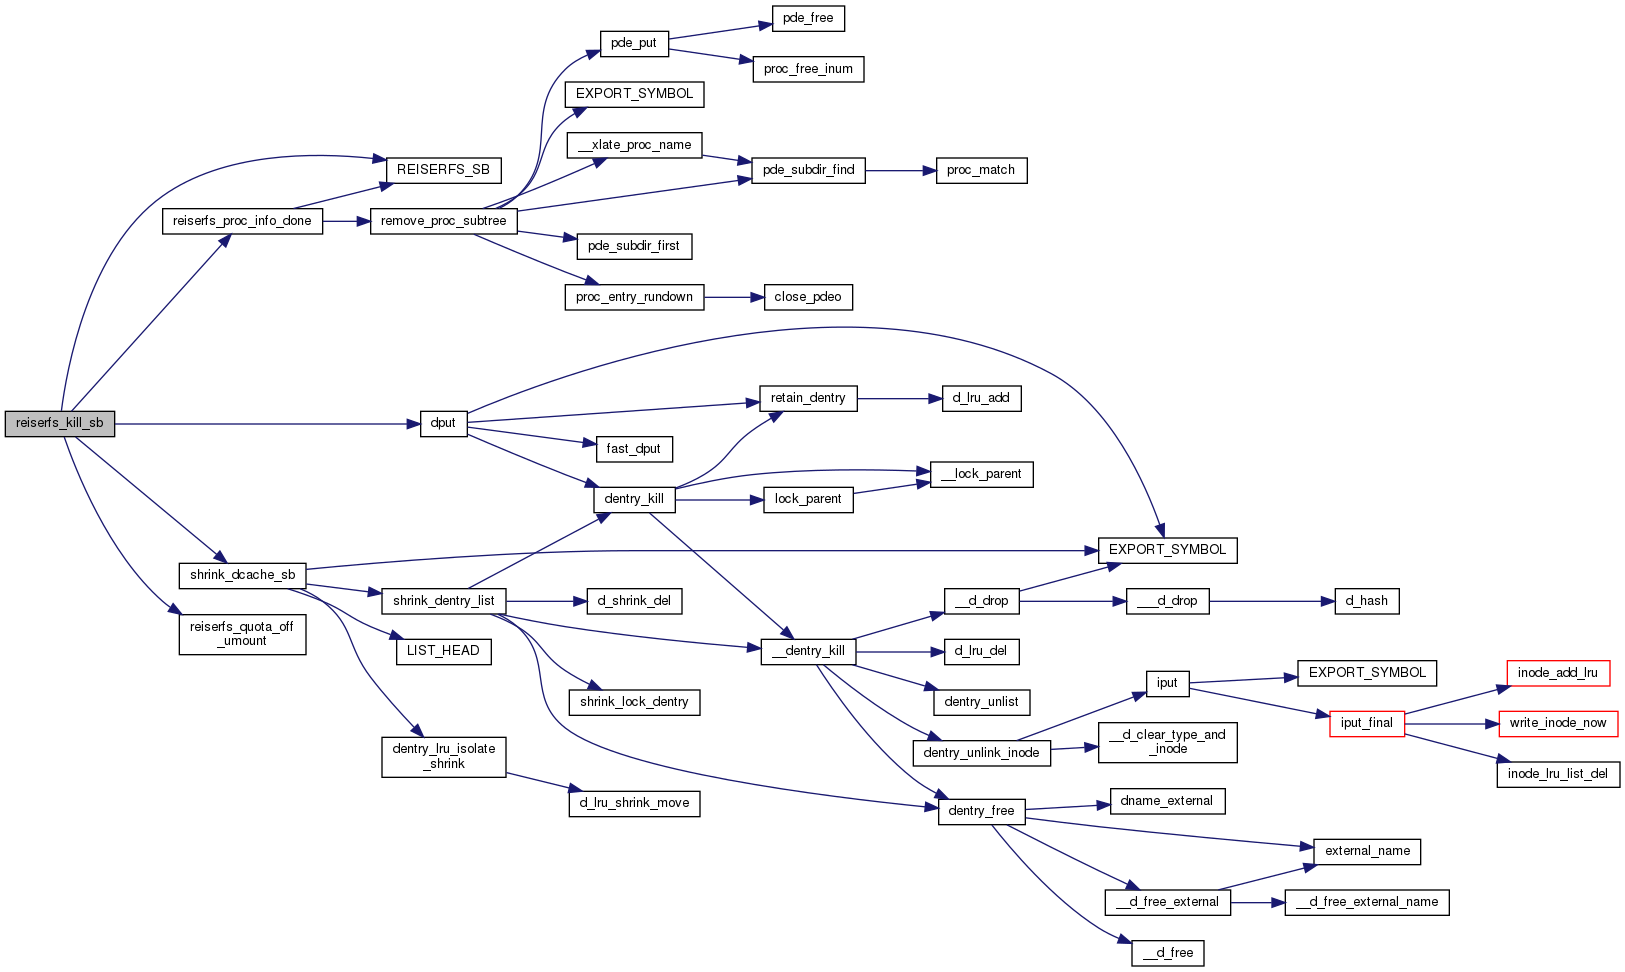 pde_free
pde_put
proc_free_inum
EXPORT_SYMBOL
__xlate_proc_name
REISERFS_SB
pde_subdir_find
proc_match
reiserfs_proc_info_done
remove_proc_subtree
pde_subdir_first
proc_entry_rundown
close_pdeo
retain_dentry
d_lru_add
reiserfs_kill_sb
dput
fast_dput
__lock_parent
dentry_kill
lock_parent
EXPORT_SYMBOL
shrink_dcache_sb
shrink_dentry_list
d_shrink_del
__d_drop
___d_drop
d_hash
reiserfs_quota_off
_umount
LIST_HEAD
__dentry_kill
d_lru_del
EXPORT_SYMBOL
inode_add_lru
iput
shrink_lock_dentry
dentry_unlist
iput_final
write_inode_now
dentry_lru_isolate
_shrink
dentry_unlink_inode
__d_clear_type_and
_inode
inode_lru_list_del
d_lru_shrink_move
dentry_free
dname_external
external_name
__d_free_external
__d_free_external_name
__d_free